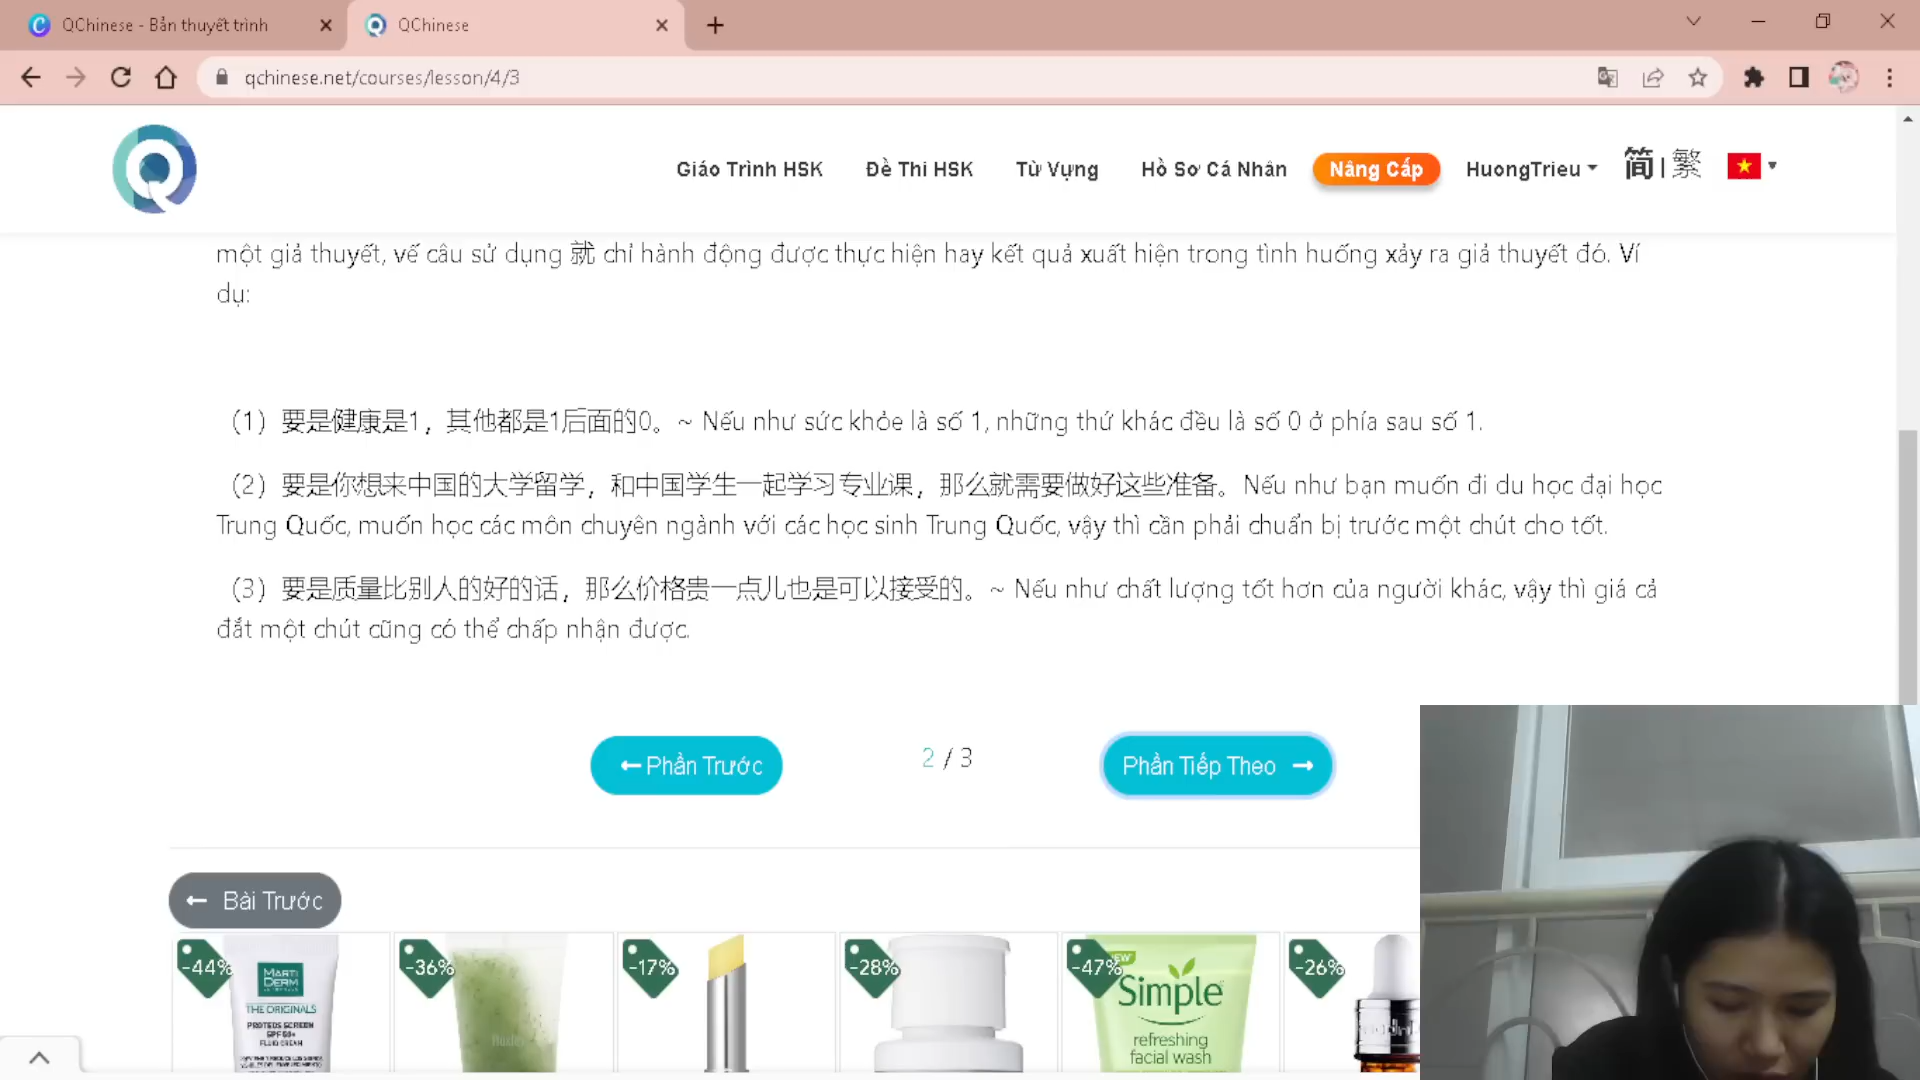 QChinese - Bản thuyết trình
QChinese
qchinese.net/courses/lesson/4/3
Giáo Trình HSK
Đề Thi HSK
Từ Vựng
Hồ Sơ Cá Nhân
Nâng Cấp
HuongTrieu
简 | 繁
một giả thuyết, vế câu sử dụng 就 chỉ hành động được thực hiện hay kết quả xuất hiện trong tình huống xảy ra giả thuyết đó. Ví
dụ:
（1）要是健康是1，其他都是1后面的0。~ Nếu như sức khỏe là số 1, những thứ khác đều là số 0 ở phía sau số 1.
（2）要是你想来中国的大学留学，和中国学生一起学习专业课，那么就需要做好这些准备。Nếu như bạn muốn đi du học đại học
Trung Quốc, muốn học các môn chuyên ngành với các học sinh Trung Quốc, vậy thì cần phải chuẩn bị trước một chút cho tốt.
（3）要是质量比别人的好的话，那么价格贵一点儿也是可以接受的。~ Nếu như chất lượng tốt hơn của người khác, vậy thì giá cả
đắt một chút cũng có thể chấp nhận được.
← Phần Trước
2 / 3
Phần Tiếp Theo →
← Bài Trước
-44%
-36%
-17%
-28%
-47%
-26%
MARTI
DERM
THE ORIGINALS
PROTEOS SCREEN
SPF 50+
FLUID CREAM
Simple
refreshing
facial wash